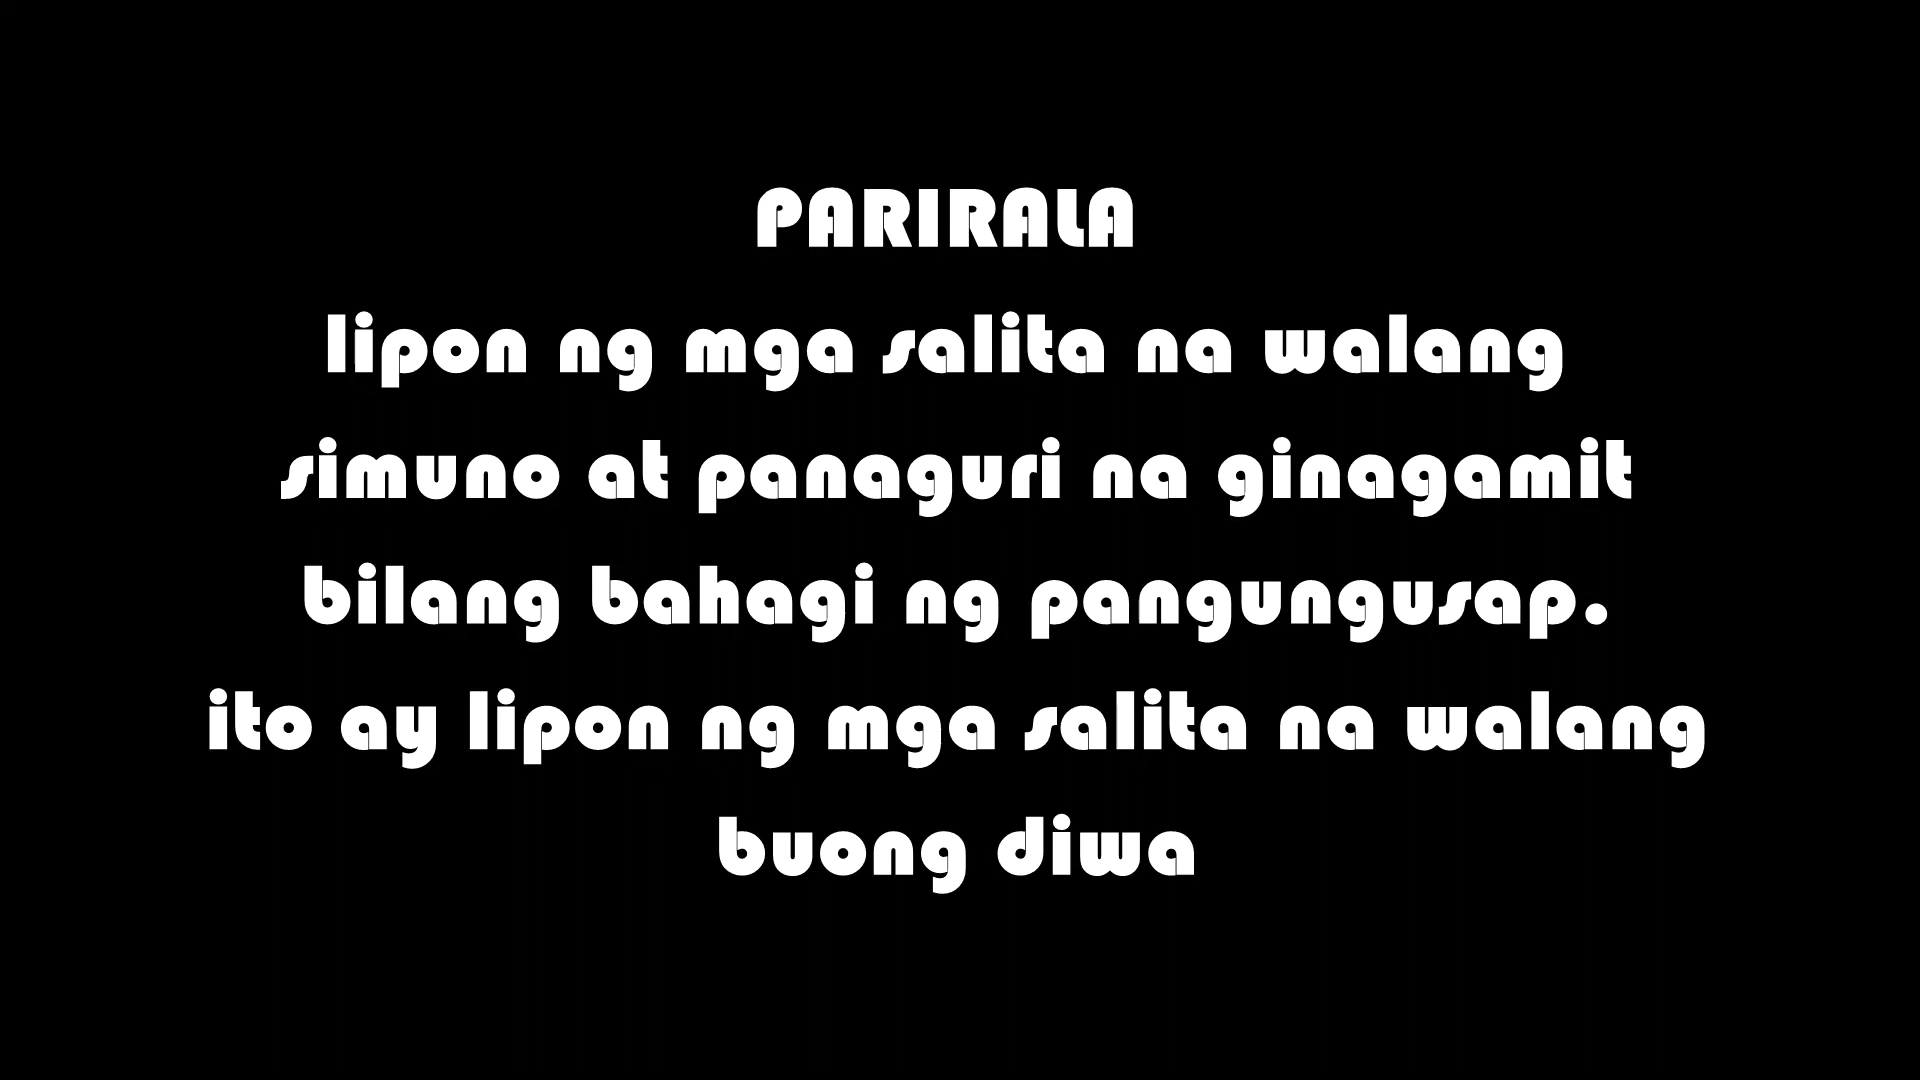 PARIRALA
lipon ng mga salita na walang
simuno at panaguri na ginagamit
bilang bahagi ng pangungusap.
ito ay lipon ng mga salita na walang
buong diwa